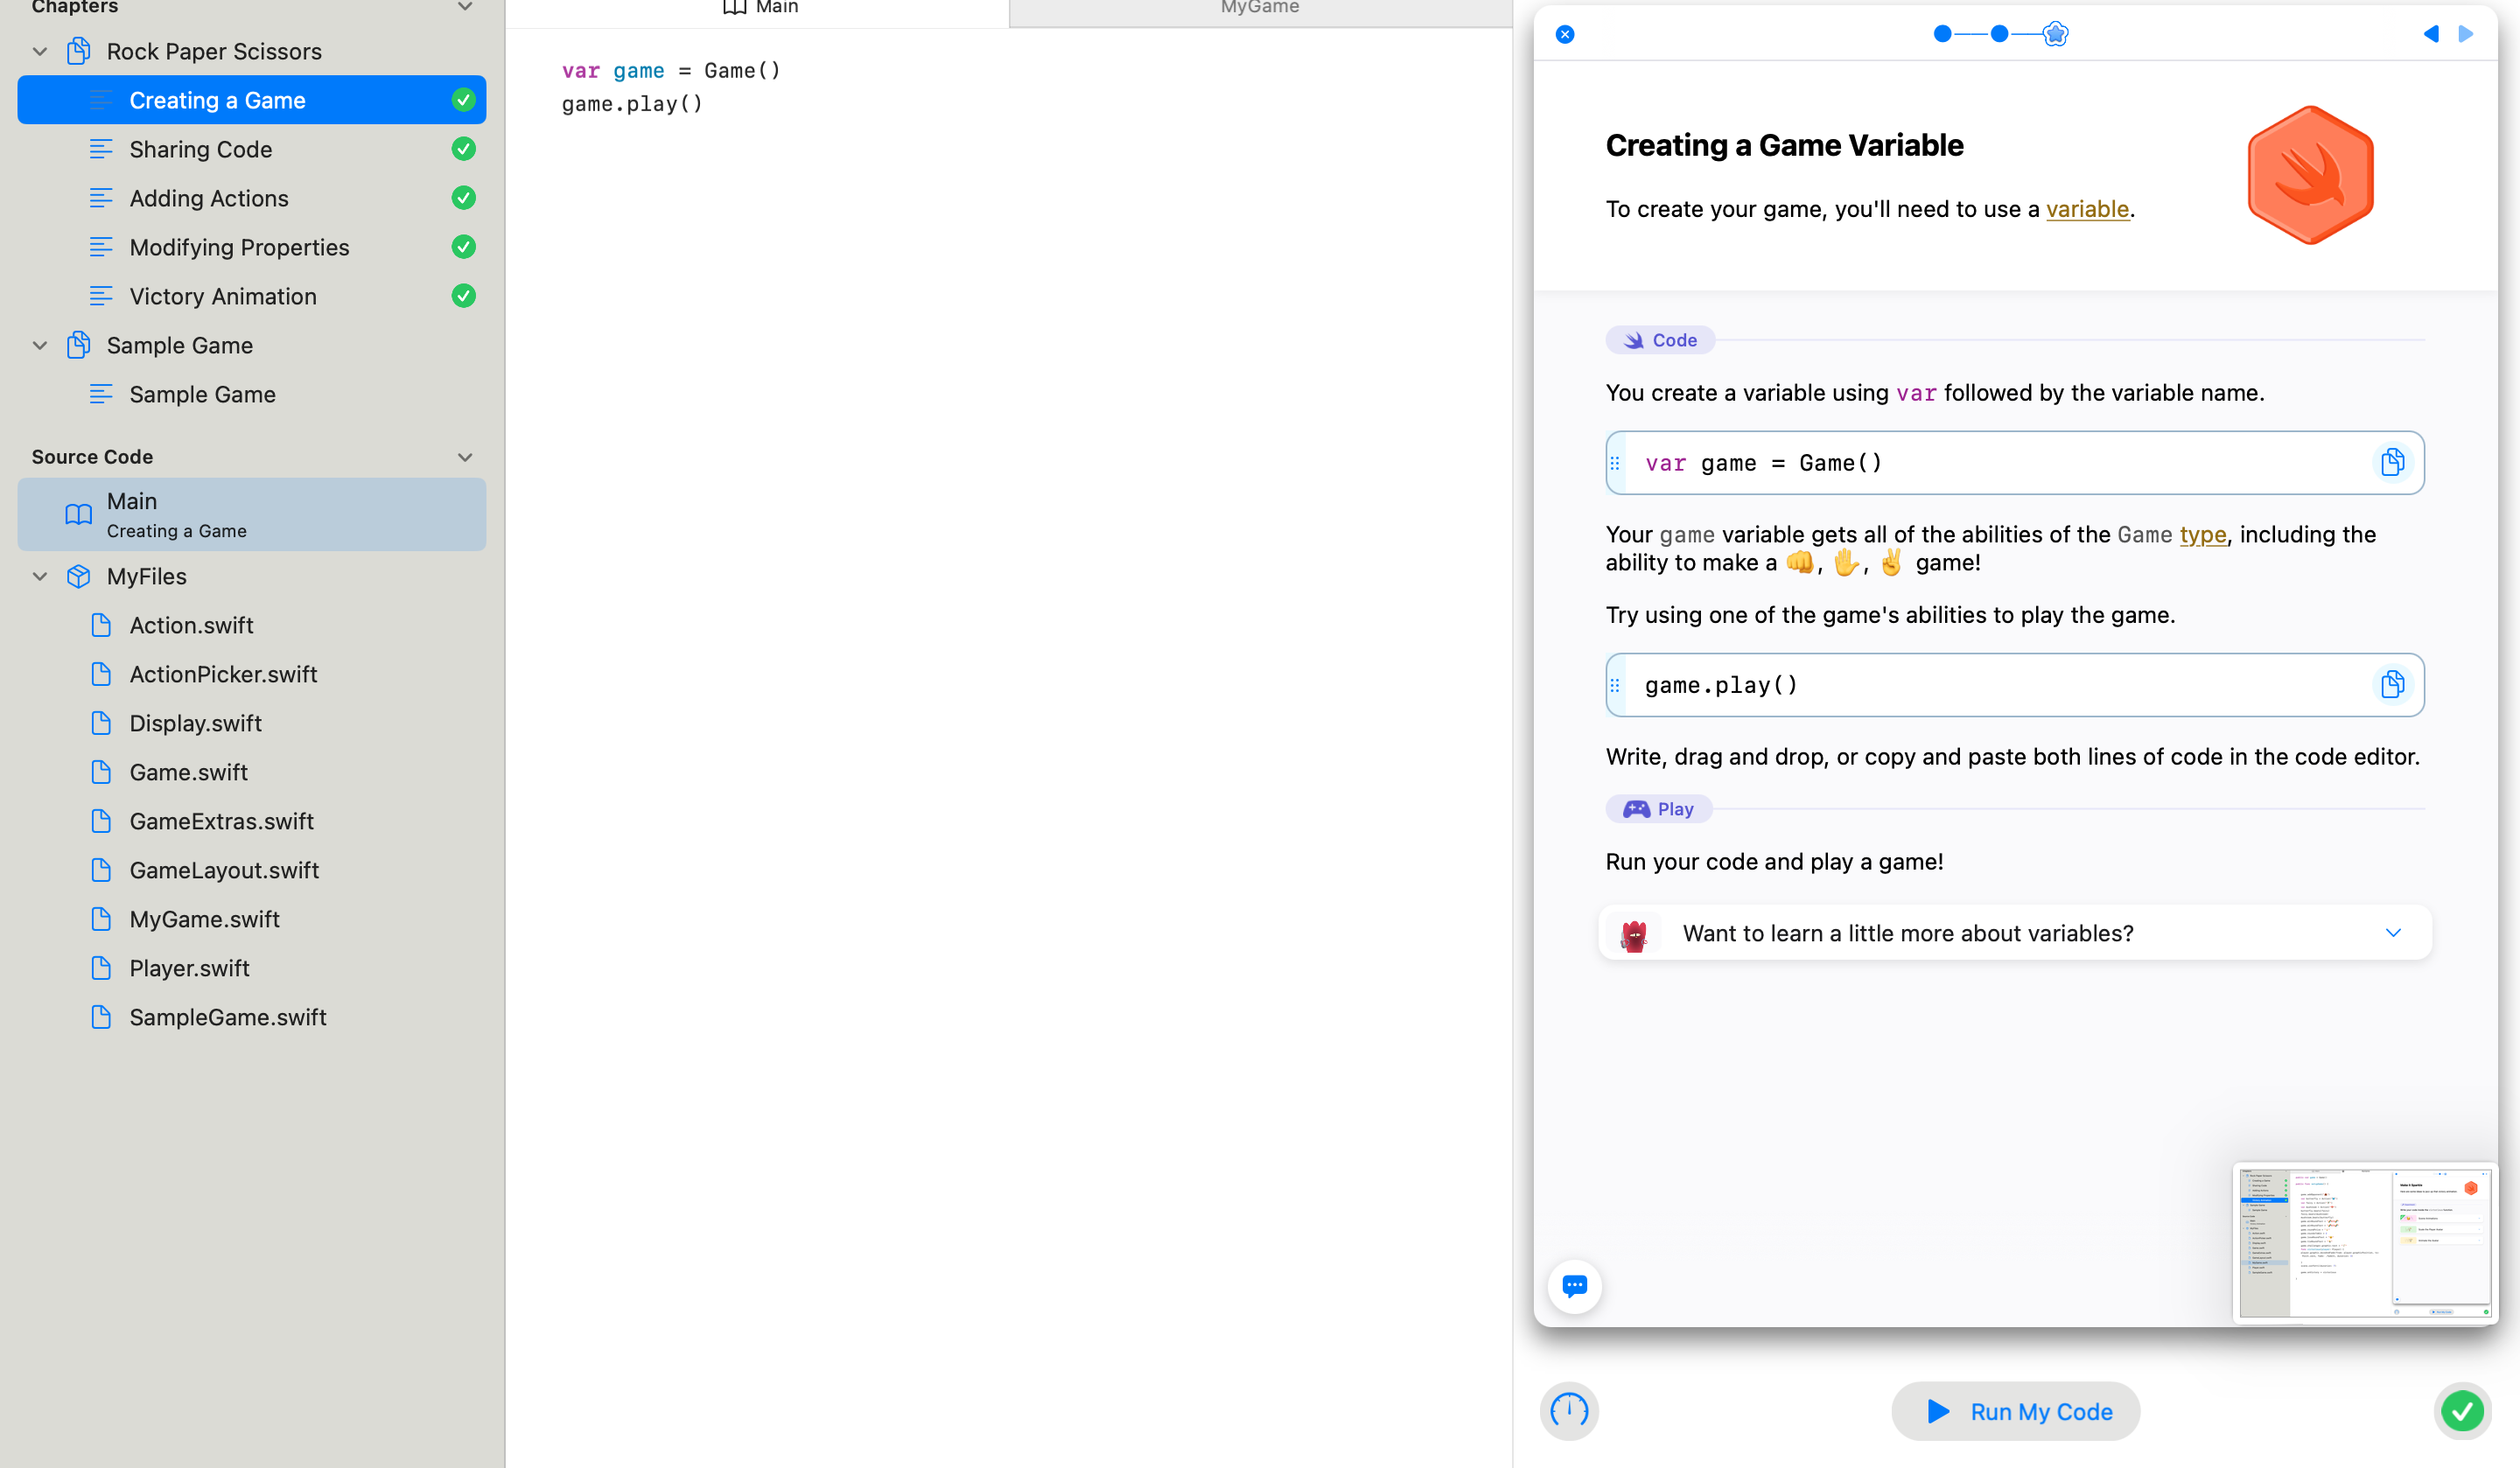 Chapters
Rock Paper Scissors
Creating a Game
Sharing Code
Adding Actions
Modifying Properties
Victory Animation
Sample Game
Sample Game
Source Code
Main
Creating a Game
MyFiles
Action.swift
ActionPicker.swift
Display.swift
Game.swift
GameExtras.swift
GameLayout.swift
MyGame.swift
Player.swift
SampleGame.swift
Main
MyGame
var game = Game()
game.play()
Creating a Game Variable
To create your game, you'll need to use a variable.
Code
You create a variable using var followed by the variable name.
var game = Game()
Your game variable gets all of the abilities of the Game type, including the
ability to make a 👊, 🖐, ✌️ game!
Try using one of the game's abilities to play the game.
game.play()
Write, drag and drop, or copy and paste both lines of code in the code editor.
Play
Run your code and play a game!
Want to learn a little more about variables?
Run My Code